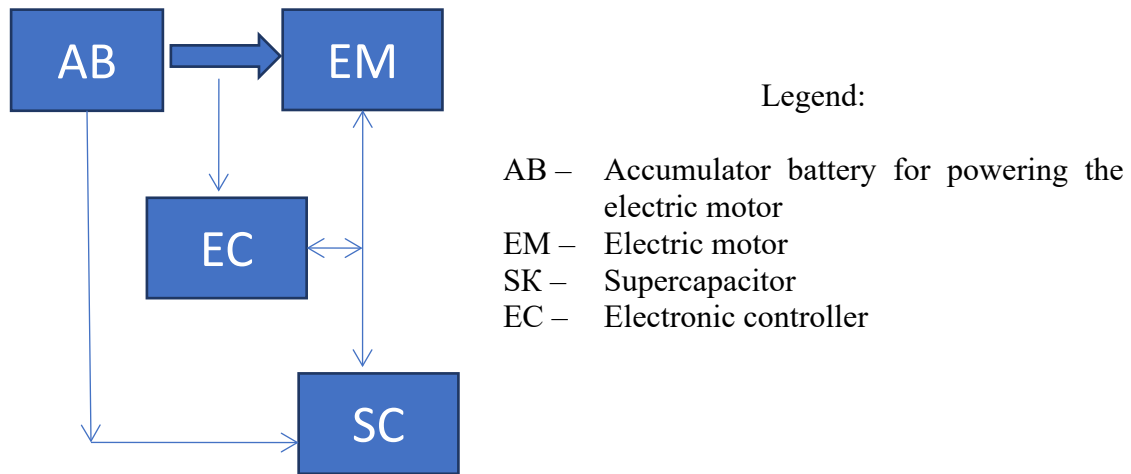 AB
EM
EC
SC
Legend:
AB – Accumulator battery for powering the
electric motor
EM – Electric motor
SK – Supercapacitor
EC – Electronic controller